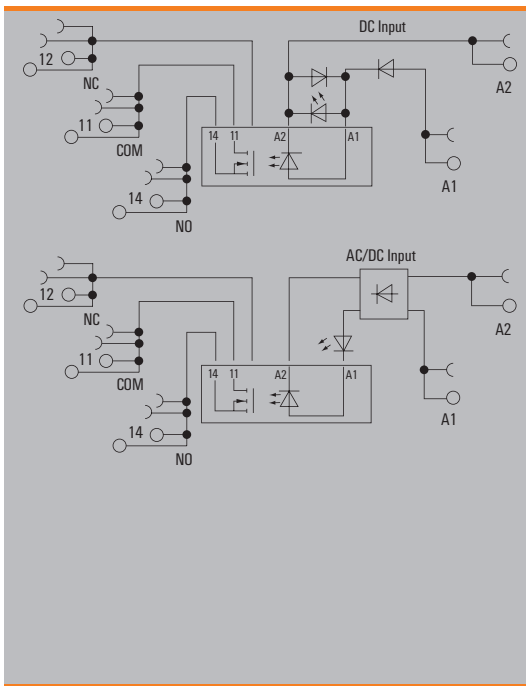 DC Input
12
NC
A2
11
COM
14 11 A2 A1
A1
14
NO
AC/DC Input
12
NC
A2
11
COM
14 11 A2 A1
A1
14
NO